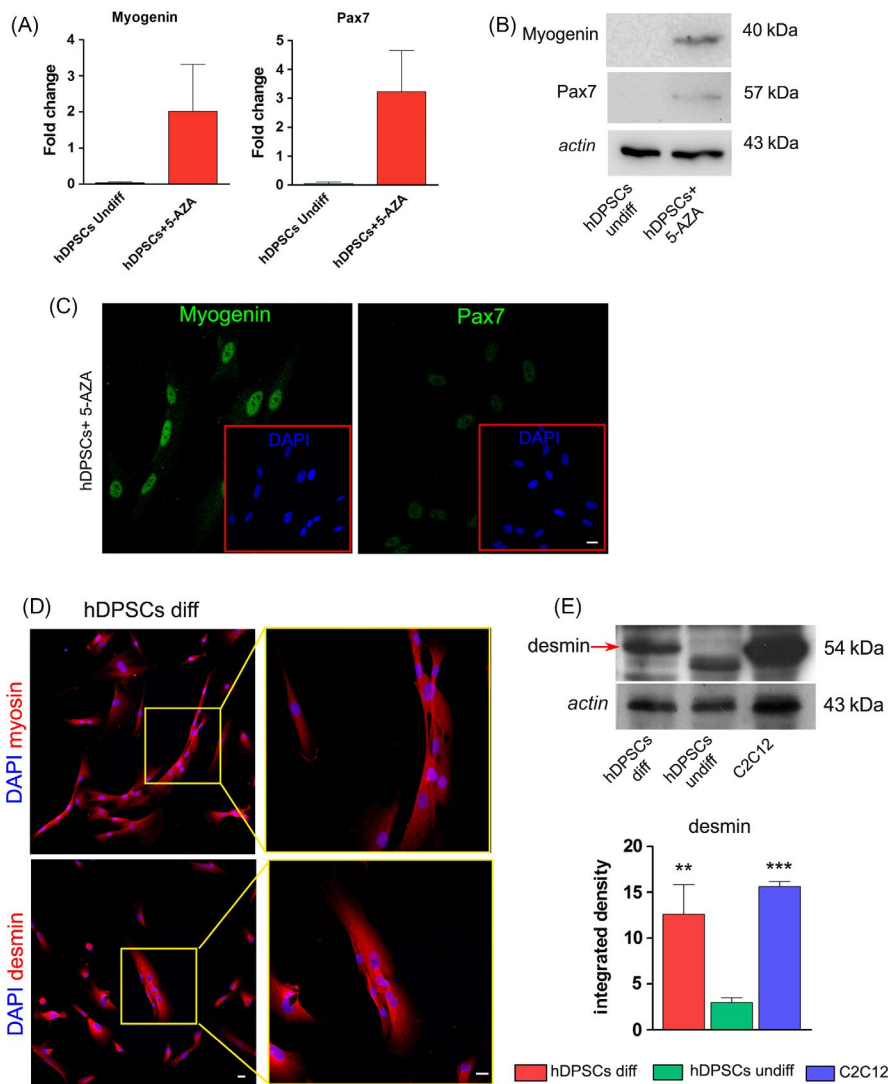 (A)
Myogenin
Fold change
4
3
2
1
0
hDPSCs Undiff
hDPSCs+5-AZA
Pax7
Fold change
5
4
3
2
1
0
hDPSCs Undiff
hDPSCs+5-AZA
(B)
Myogenin
40 kDa
Pax7
57 kDa
actin
43 kDa
hDPSCs
undiff
hDPSCs+
5-AZA
(C)
hDPSCs+ 5-AZA
Myogenin
DAPI
Pax7
DAPI
(D)
hDPSCs diff
DAPI myosin
DAPI desmin
(E)
desmin
54 kDa
actin
43 kDa
hDPSCs
diff
hDPSCs
undiff
C2C12
desmin
integrated density
20
15
10
5
0
**
***
hDPSCs diff
hDPSCs undiff
C2C12